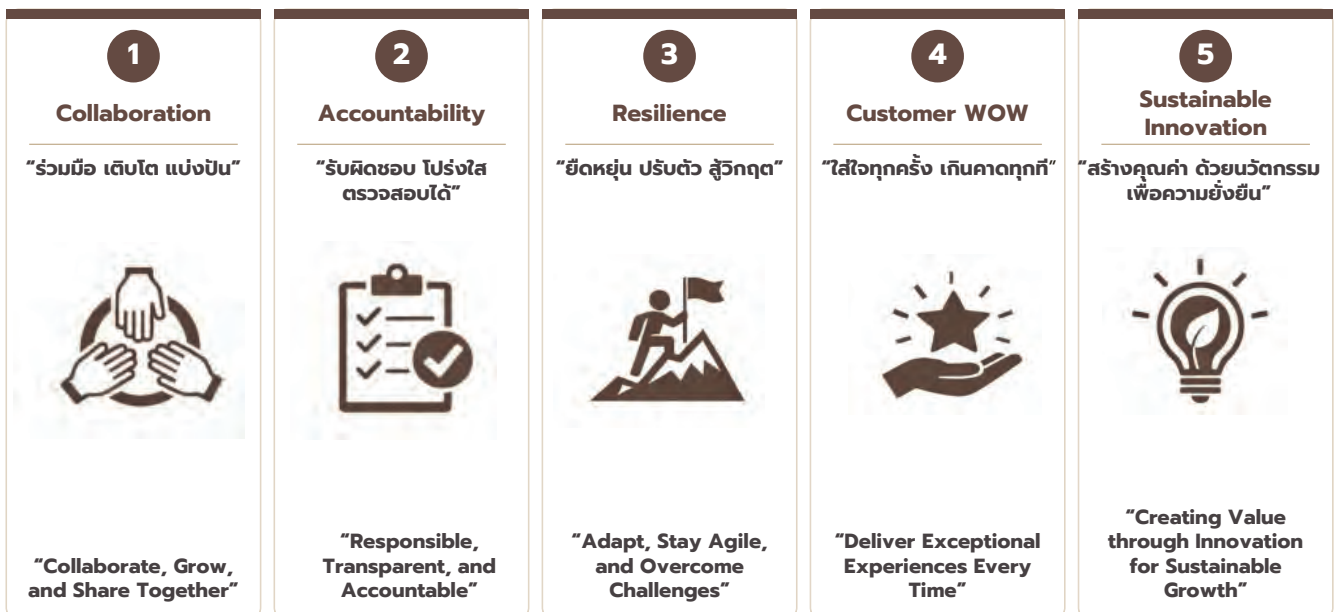 1
Collaboration
“ร่วมมือ เติบโต แบ่งปัน”
“Collaborate, Grow,
and Share Together”
2
Accountability
“รับผิดชอบ โปร่งใส
ตรวจสอบได้”
“Responsible,
Transparent, and
Accountable”
3
Resilience
“ยืดหยุ่น ปรับตัว สู้วิกฤต”
“Adapt, Stay Agile,
and Overcome
Challenges”
4
Customer WOW
“ใส่ใจทุกครั้ง เกินคาดทุกที”
“Deliver Exceptional
Experiences Every
Time”
5
Sustainable
Innovation
“สร้างคุณค่า ด้วยนวัตกรรม
เพื่อความยั่งยืน”
“Creating Value
through Innovation
for Sustainable
Growth”